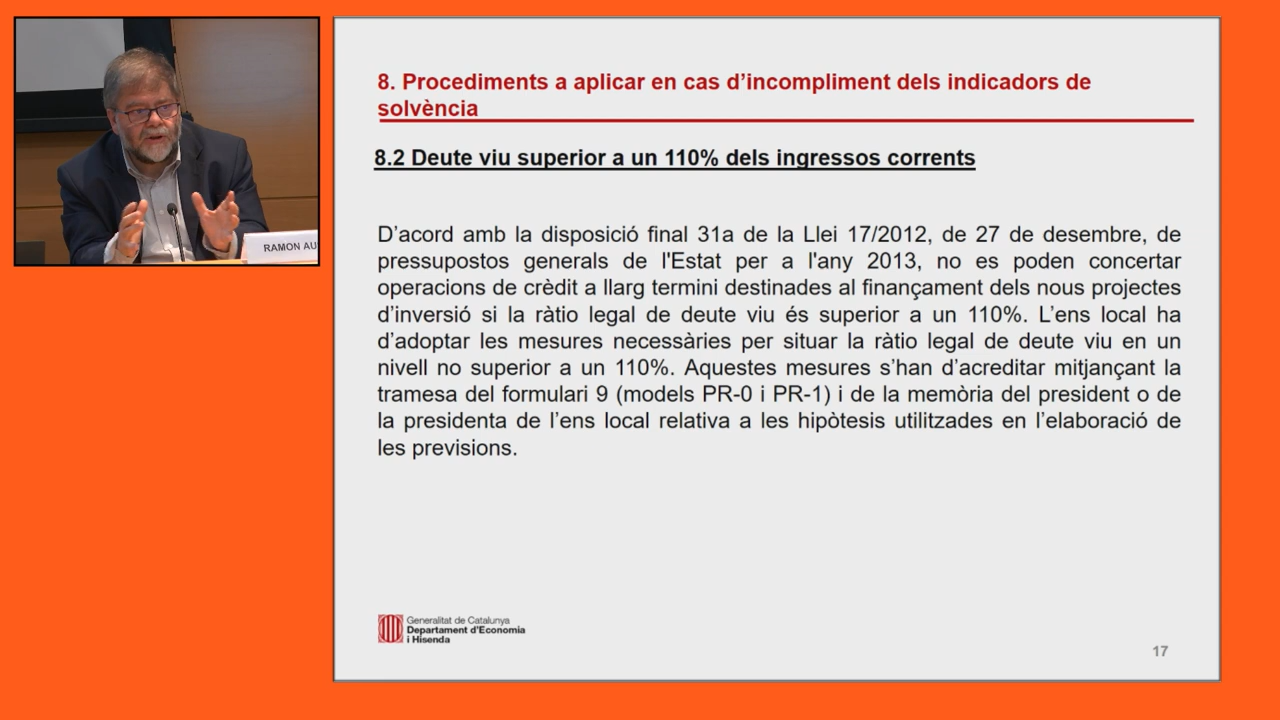 RAMON AU
8. Procediments a aplicar en cas d’incompliment dels indicadors de
solvència
8.2 Deute viu superior a un 110% dels ingressos corrents
D’acord amb la disposició final 31a de la Llei 17/2012, de 27 de desembre, de
pressupostos generals de l'Estat per a l'any 2013, no es poden concertar
operacions de crèdit a llarg termini destinades al finançament dels nous projectes
d’inversió si la ràtio legal de deute viu és superior a un 110%. L’ens local ha
d’adoptar les mesures necessàries per situar la ràtio legal de deute viu en un
nivell no superior a un 110%. Aquestes mesures s’han d’acreditar mitjançant la
tramesa del formulari 9 (models PR-0 i PR-1) i de la memòria del president o de
la presidenta de l’ens local relativa a les hipòtesis utilitzades en l’elaboració de
les previsions.
Generalitat de Catalunya
Departament d'Economia
i Hisenda
17